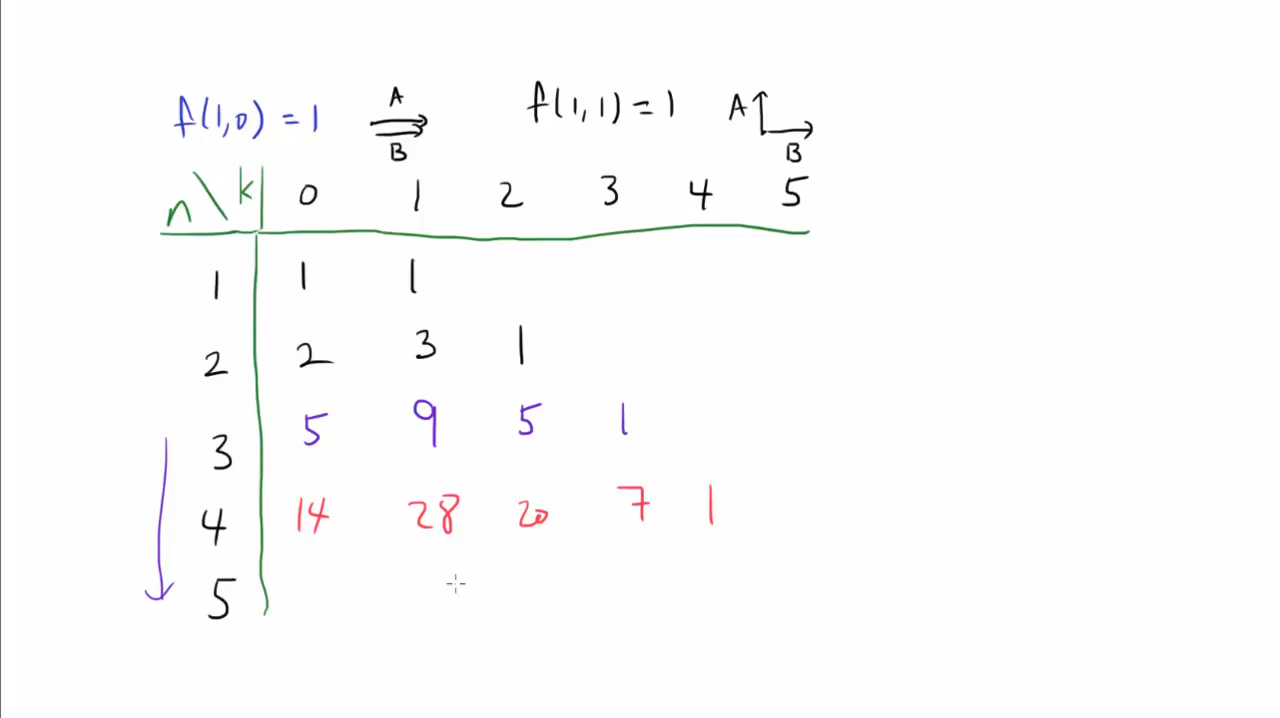 f(1,0) = 1 A B f(1,1) = 1 A B
n \ k 0 1 2 3 4 5
1 1 1
2 2 3 1
3 5 9 5 1
4 14 28 20 7 1
5